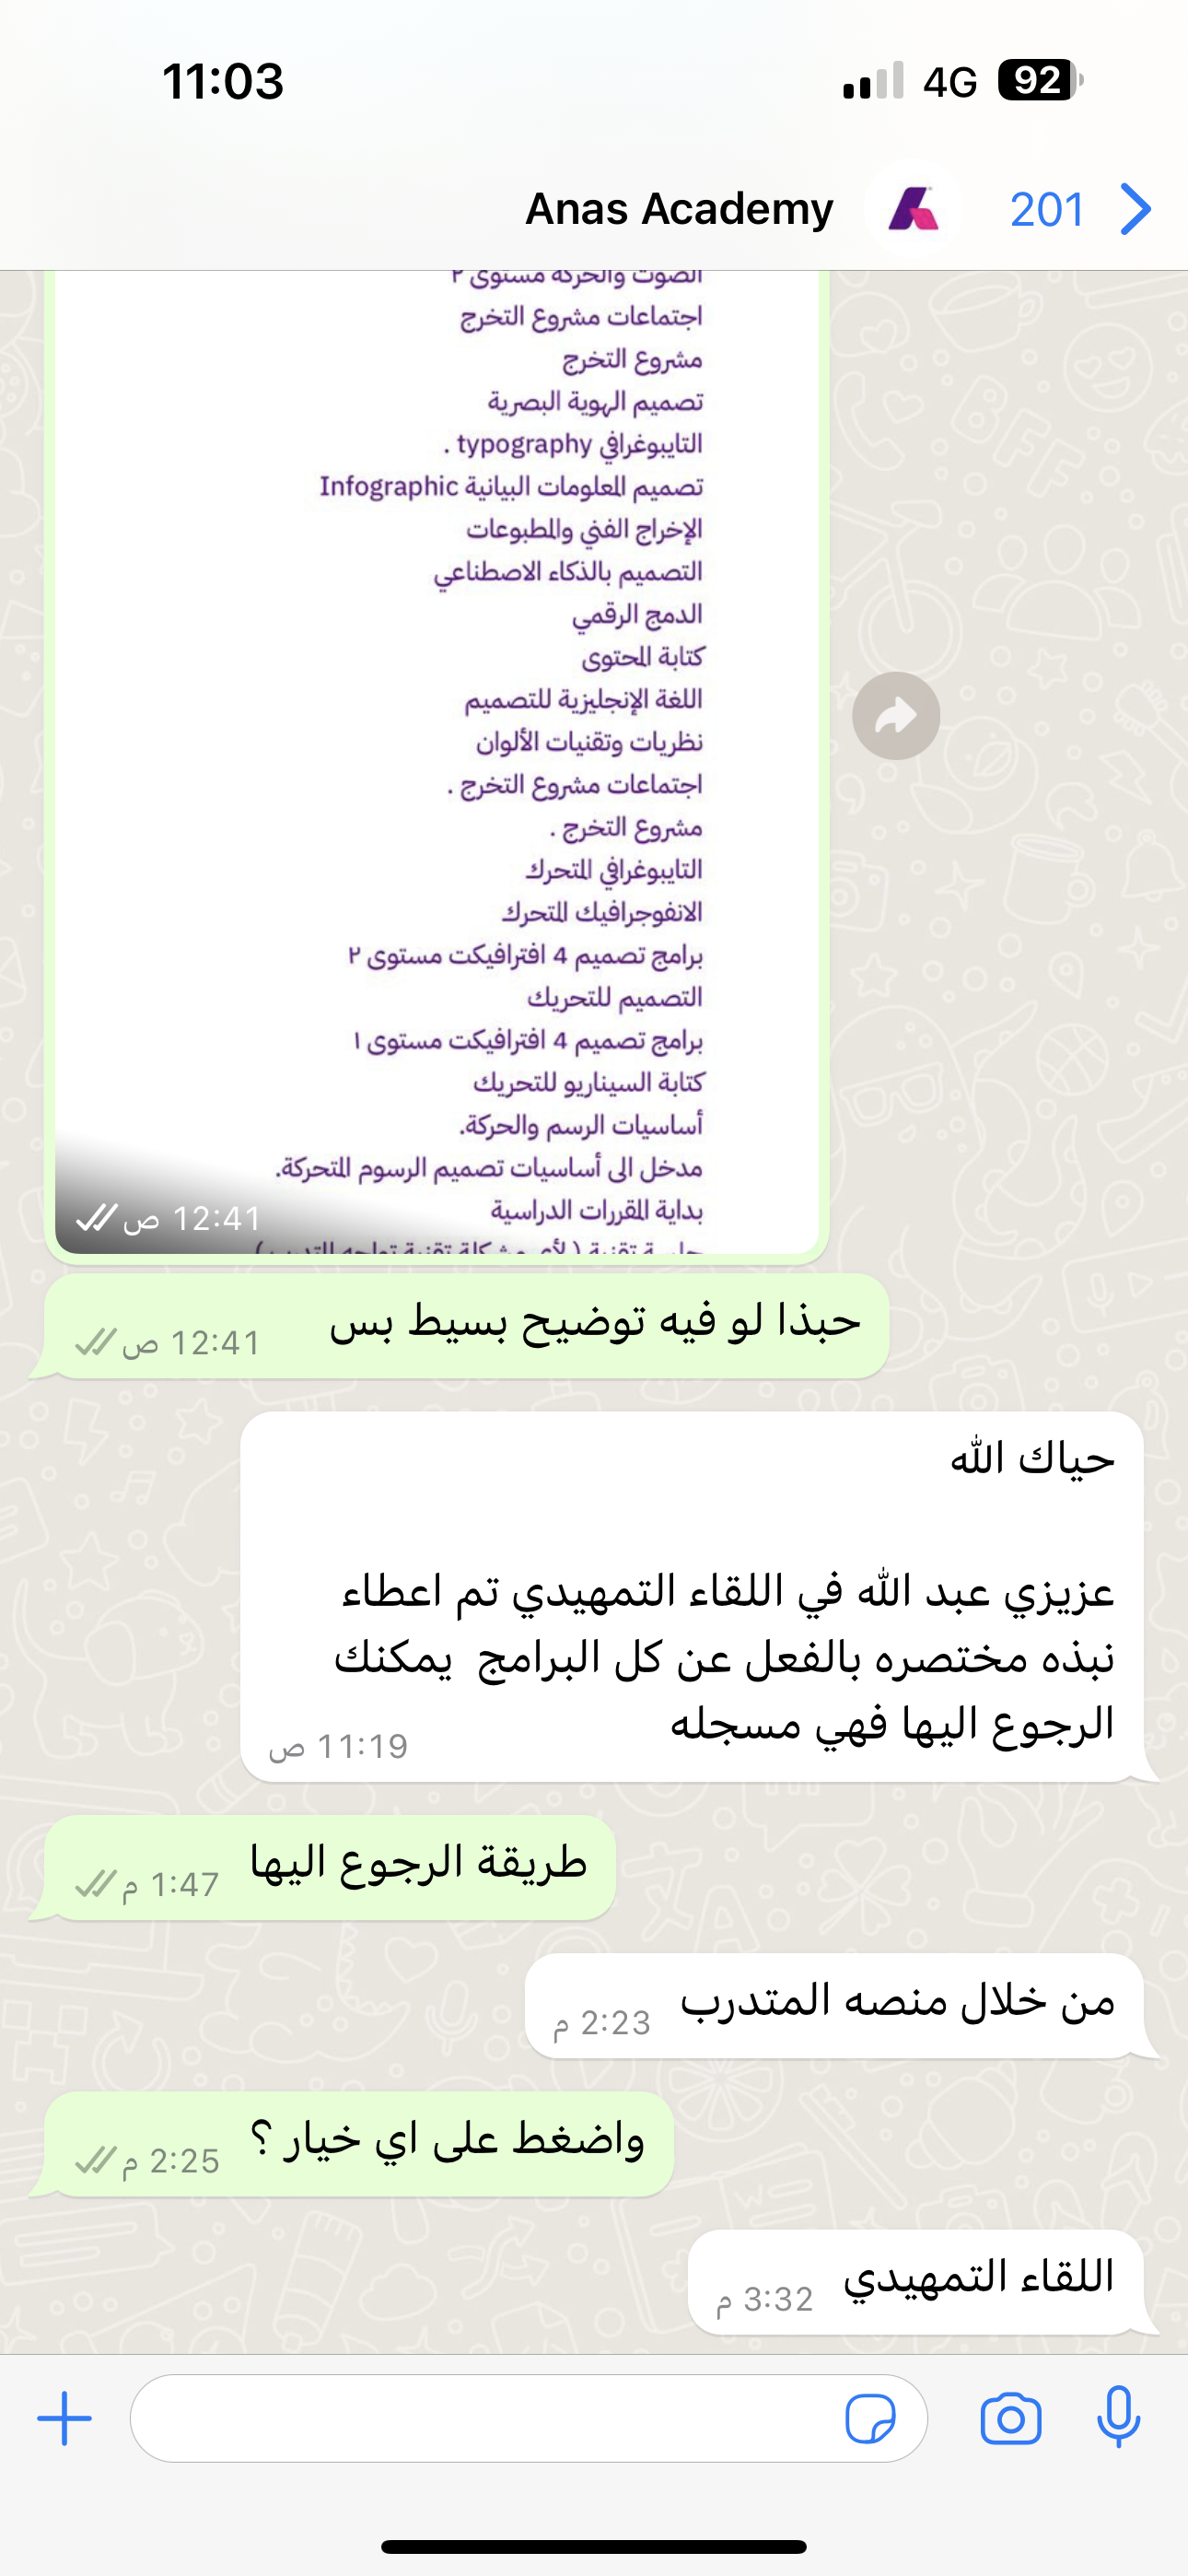 11:03
4G 92
Anas Academy
201
الصوت والحركة مستوى ٢
اجتماعات مشروع التخرج
مشروع التخرج
تصميم الهوية البصرية
التايبوغرافي typography .
تصميم المعلومات البيانية Infographic
الإخراج الفني والمطبوعات
التصميم بالذكاء الاصطناعي
الدمج الرقمي
كتابة المحتوى
اللغة الإنجليزية للتصميم
نظريات وتقنيات الألوان
اجتماعات مشروع التخرج .
مشروع التخرج .
التايبوغرافي المتحرك
الانفوجرافيك المتحرك
برامج تصميم 4 افترافيكت مستوى ٢
التصميم للتحريك
برامج تصميم 4 افترافيكت مستوى ١
كتابة السيناريو للتحريك
أساسيات الرسم والحركة.
مدخل الى أساسيات تصميم الرسوم المتحركة.
بداية المقررات الدراسية
جلسة تقنية ( لأي مشكلة تقنية تواجه المتدرب )
12:41 ص
حبذا لو فيه توضيح بسيط بس
12:41 ص
حياك الله
عزيزي عبد الله في اللقاء التمهيدي تم اعطاء
نبذه مختصره بالفعل عن كل البرامج يمكنك
الرجوع اليها فهي مسجله
11:19 ص
طريقة الرجوع اليها
1:47 م
من خلال منصه المتدرب
2:23 م
واضغط على اي خيار ؟
2:25 م
اللقاء التمهيدي
3:32 م